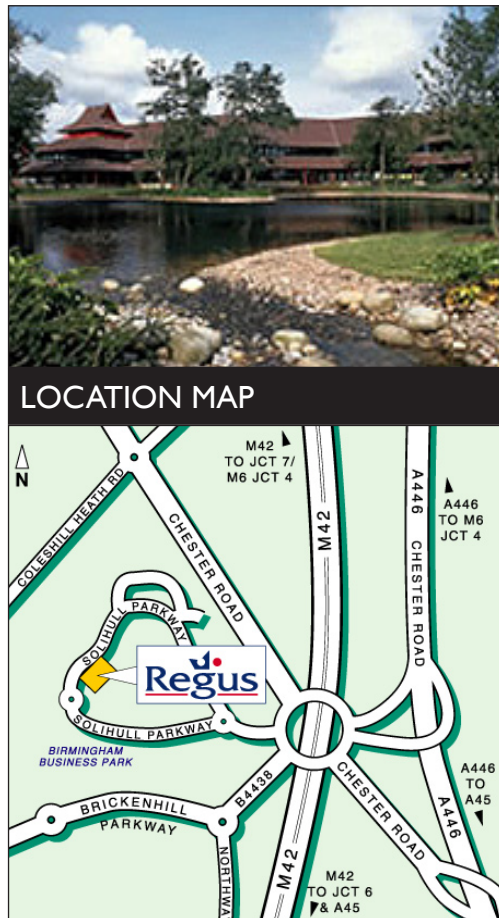 LOCATION MAP
N
M42
TO JCT 7/
M6 JCT 4
A446
TO M6
JCT 4
COLESHILL HEATH RD
CHESTER ROAD
M42
A446
CHESTER ROAD
SOLIHULL PARKWAY
Regus
SOLIHULL PARKWAY
BIRMINGHAM
BUSINESS PARK
BRICKENHILL
PARKWAY
B4438
CHESTER ROAD
A446
TO
A45
A446
NORTHWA
M42
M42
TO JCT 6
& A45